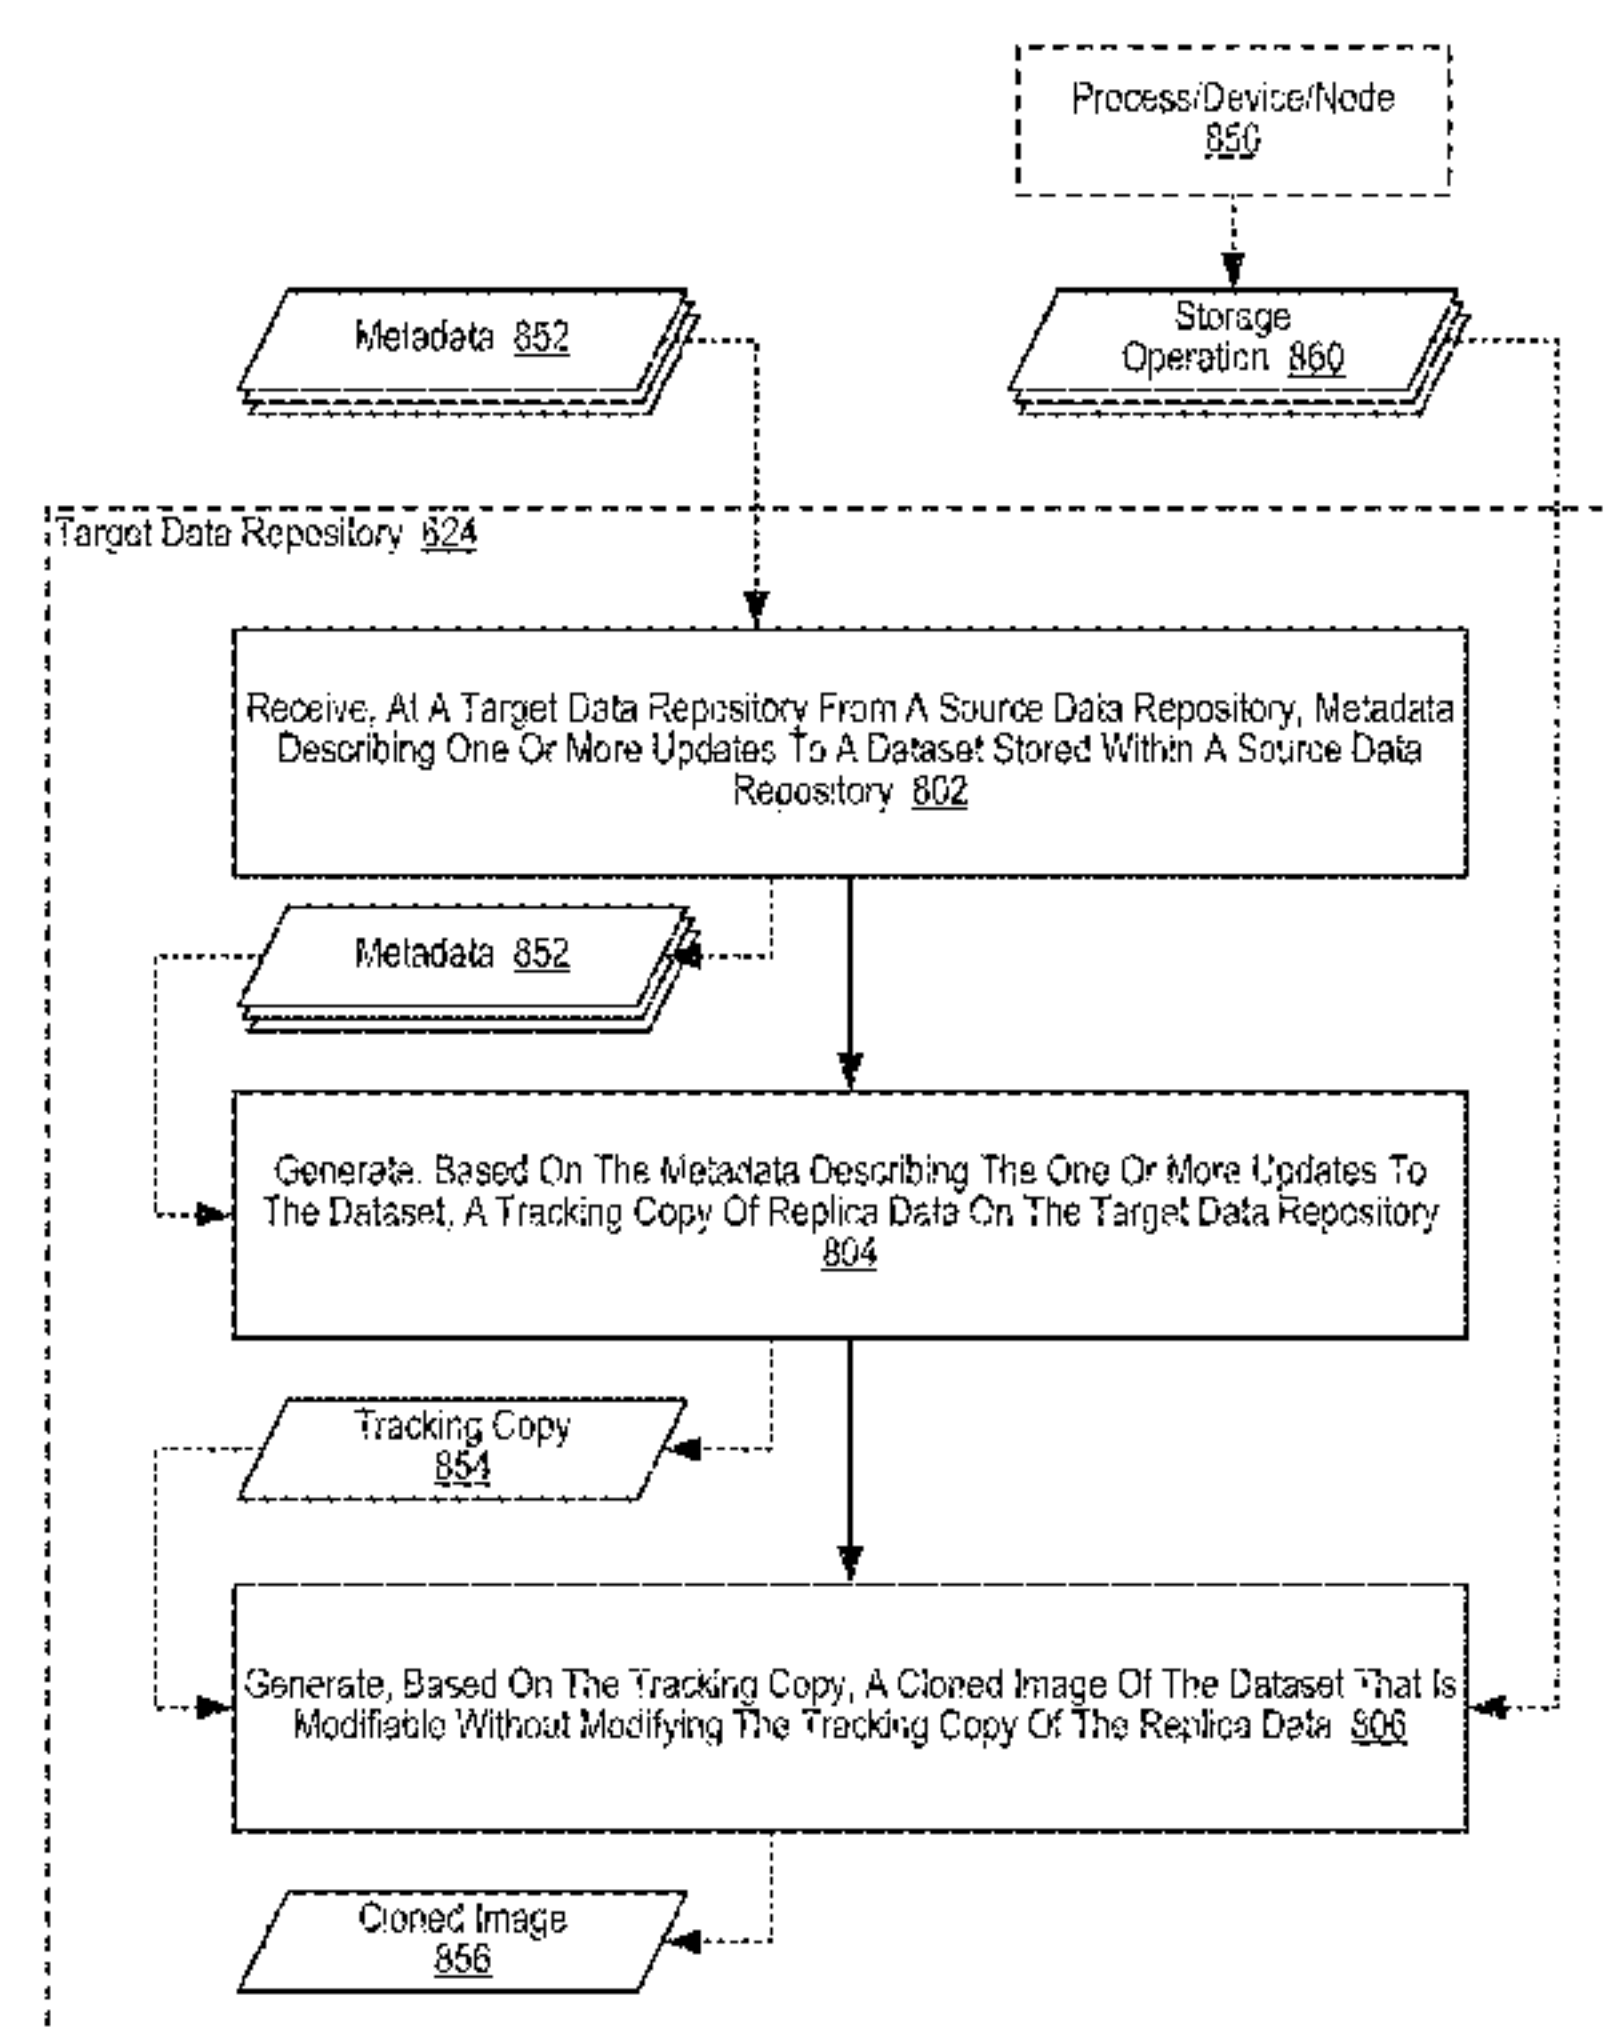 Process/Device/Node
850
Metadata 852
Storage
Operation 860
Target Data Repository 624
Receive, At A Target Data Repository From A Source Data Repository, Metadata
Describing One Or More Updates To A Dataset Stored Within A Source Data
Repository 802
Metadata 852
Generate, Based On The Metadata Describing The One Or More Updates To
The Dataset, A Tracking Copy Of Replica Data On The Target Data Repository
804
Tracking Copy
854
Generate, Based On The Tracking Copy, A Cloned Image Of The Dataset That Is
Modifiable Without Modifying The Tracking Copy Of The Replica Data 806
Cloned Image
856